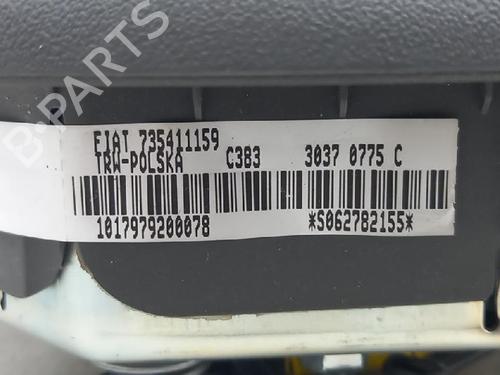 B-PARTS
FIAT 735411159
TRW-POLSKA C383 3037 0775 C
1017979200078 *S062782155*